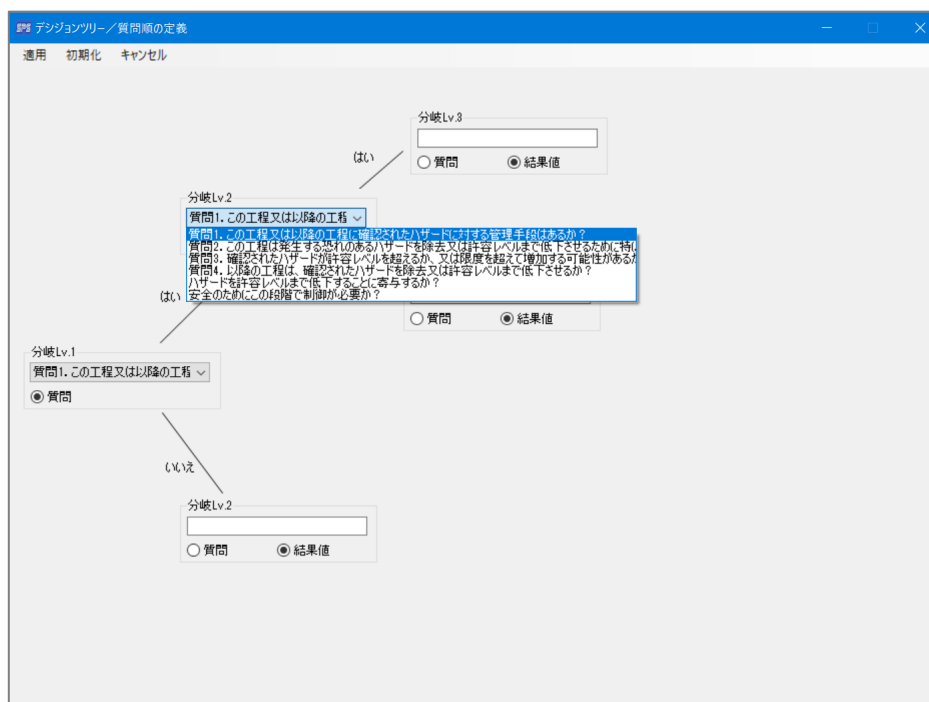 SPS デシジョンツリー／質問順の定義
適用 初期化 キャンセル
分岐Lv.3
はい
質問 結果値
分岐Lv.2
質問1. この工程又は以降の工程
質問1. この工程又は以降の工程に確認されたハザードに対する管理手段はあるか？
質問2. この工程は発生する恐れのあるハザードを除去又は許容レベルまで低下させるために特に
質問3. 確認されたハザードが許容レベルを超えるか、又は限度を超えて増加する可能性があるか
質問4. 以降の工程は、確認されたハザードを除去又は許容レベルまで低下させるか？
ハザードを許容レベルまで低下することに寄与するか？
安全のためにこの段階で制御が必要か？
はい
質問 結果値
分岐Lv.1
質問1. この工程又は以降の工程
質問
いいえ
分岐Lv.2
質問 結果値